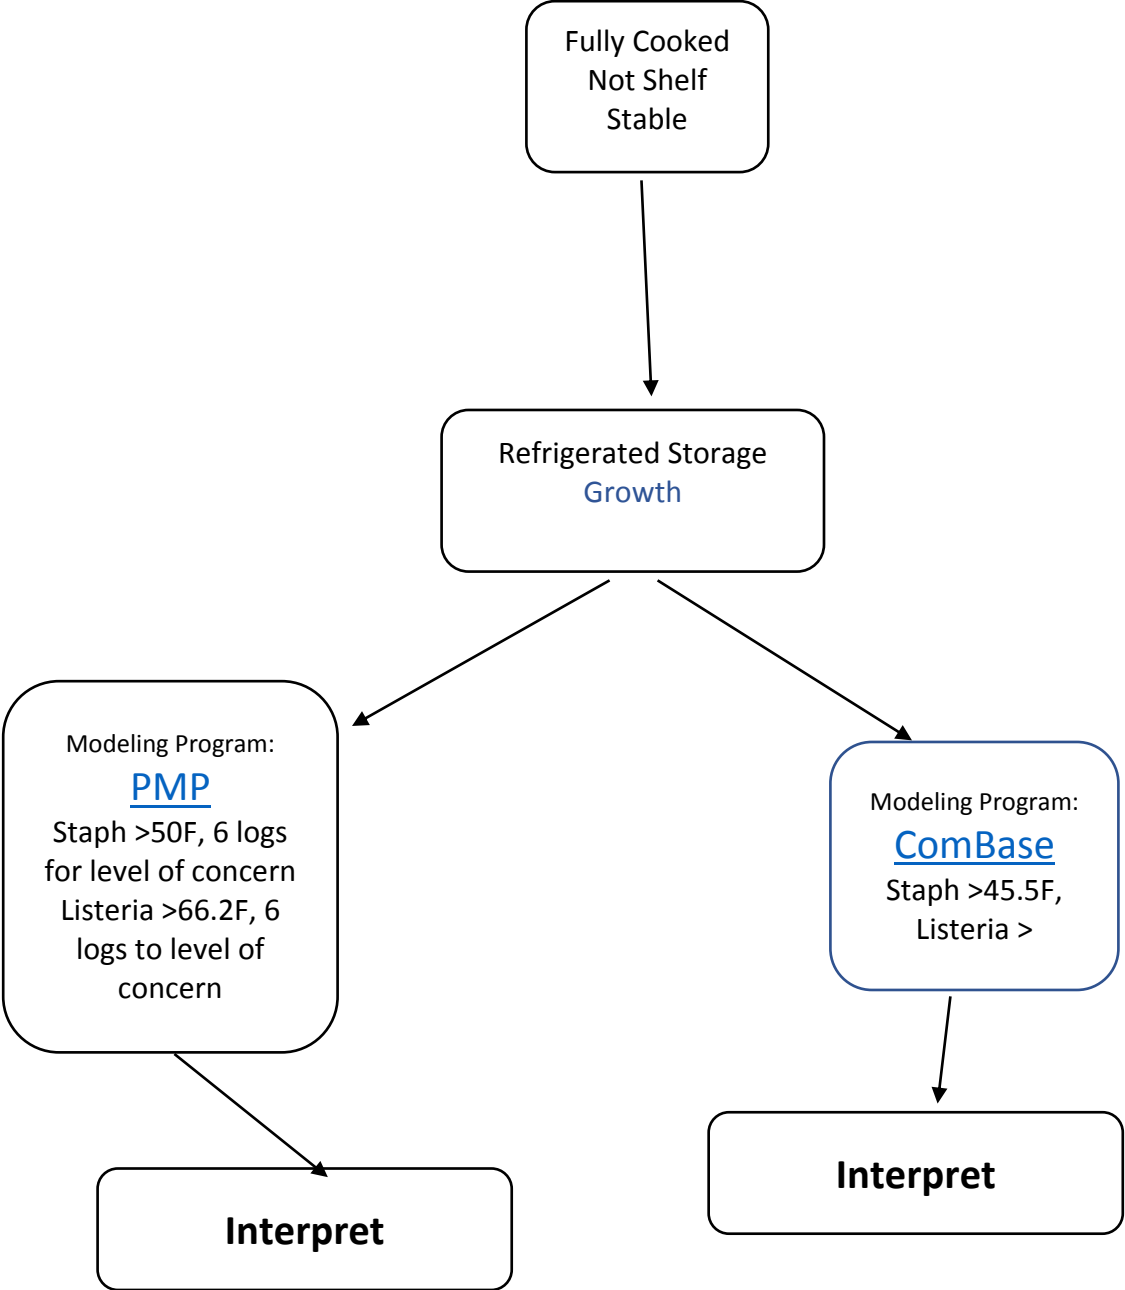 Fully Cooked
Not Shelf
Stable
Refrigerated Storage
Growth
Modeling Program:
PMP
Staph >50F, 6 logs
for level of concern
Listeria >66.2F, 6
logs to level of
concern
Modeling Program:
ComBase
Staph >45.5F,
Listeria >
Interpret
Interpret